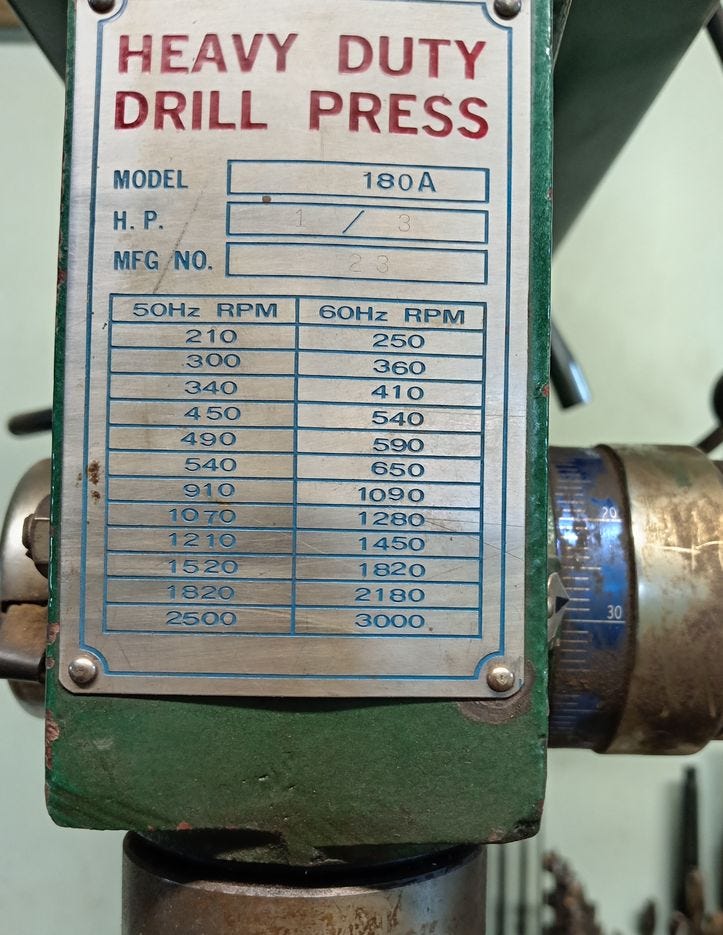 HEAVY DUTY
DRILL PRESS
MODEL 180A
H. P. 1 / 3
MFG NO. 23
50Hz RPM 60Hz RPM
210 250
300 360
340 410
450 540
490 590
540 650
910 1090
1070 1280
1210 1450
1520 1820
1820 2180
2500 3000
20
30